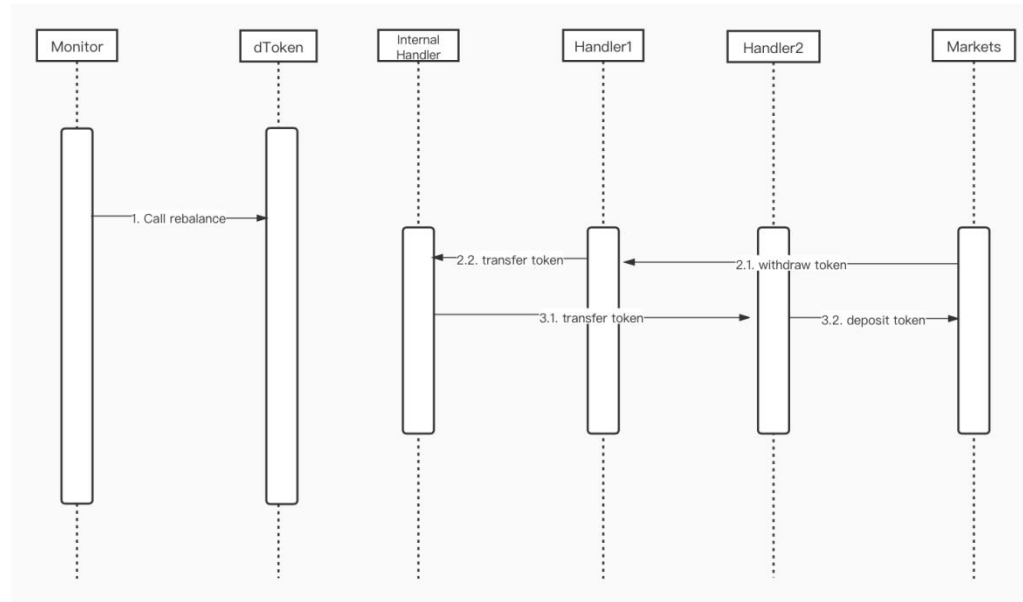 Monitor
dToken
Internal
Handler
Handler1
Handler2
Markets
1. Call rebalance
2.2. transfer token
2.1. withdraw token
3.1. transfer token
3.2. deposit token